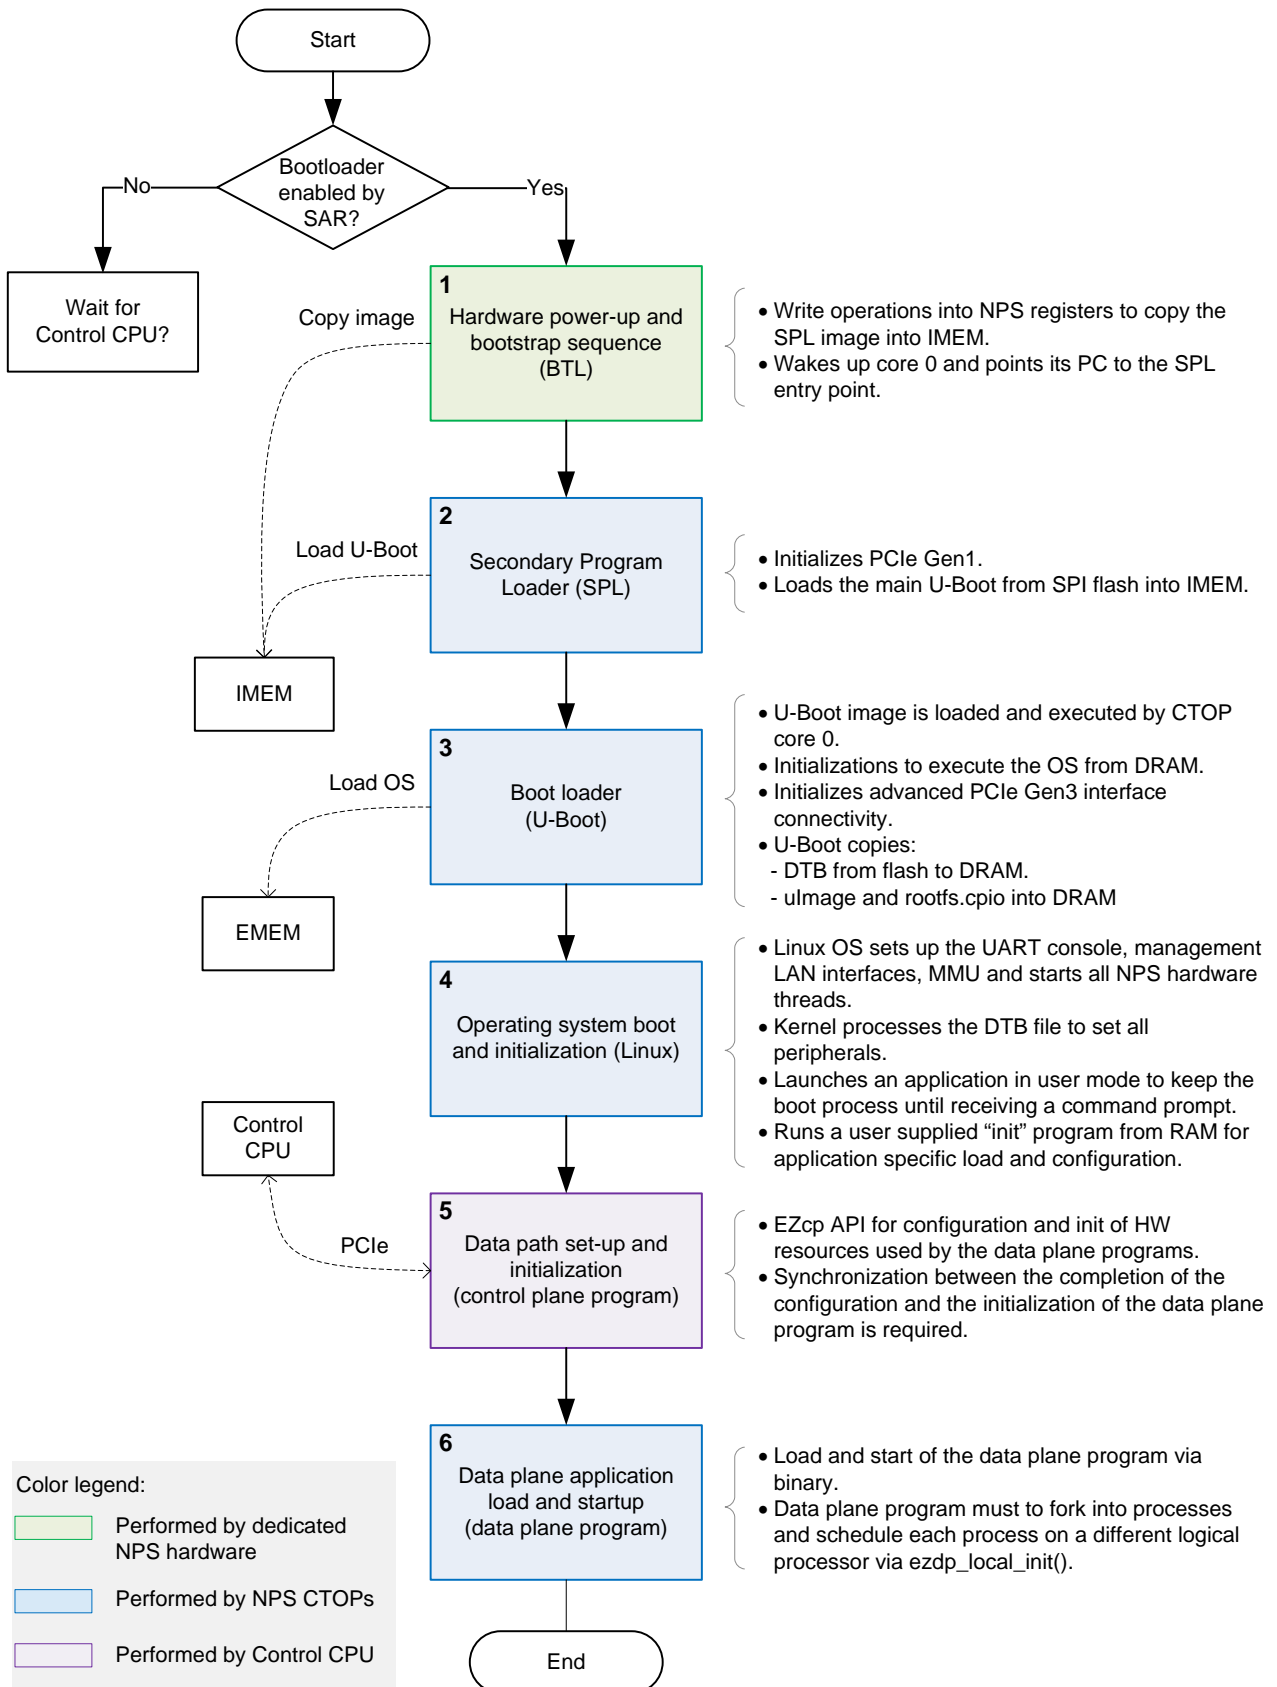 Start
Bootloader
enabled by
SAR?
No
Yes
Wait for
Control CPU?
1
Hardware power-up and
bootstrap sequence
(BTL)
Copy image
• Write operations into NPS registers to copy the
SPL image into IMEM.
• Wakes up core 0 and points its PC to the SPL
entry point.
2
Secondary Program
Loader (SPL)
Load U-Boot
• Initializes PCIe Gen1.
• Loads the main U-Boot from SPI flash into IMEM.
IMEM
3
Boot loader
(U-Boot)
Load OS
• U-Boot image is loaded and executed by CTOP
core 0.
• Initializations to execute the OS from DRAM.
• Initializes advanced PCIe Gen3 interface
connectivity.
• U-Boot copies:
- DTB from flash to DRAM.
- uImage and rootfs.cpio into DRAM
EMEM
4
Operating system boot
and initialization (Linux)
• Linux OS sets up the UART console, management
LAN interfaces, MMU and starts all NPS hardware
threads.
• Kernel processes the DTB file to set all
peripherals.
• Launches an application in user mode to keep the
boot process until receiving a command prompt.
• Runs a user supplied “init” program from RAM for
application specific load and configuration.
Control
CPU
PCIe
5
Data path set-up and
initialization
(control plane program)
• EZcp API for configuration and init of HW
resources used by the data plane programs.
• Synchronization between the completion of the
configuration and the initialization of the data plane
program is required.
6
Data plane application
load and startup
(data plane program)
• Load and start of the data plane program via
binary.
• Data plane program must to fork into processes
and schedule each process on a different logical
processor via ezdp_local_init().
End
Color legend:
Performed by dedicated
NPS hardware
Performed by NPS CTOPs
Performed by Control CPU